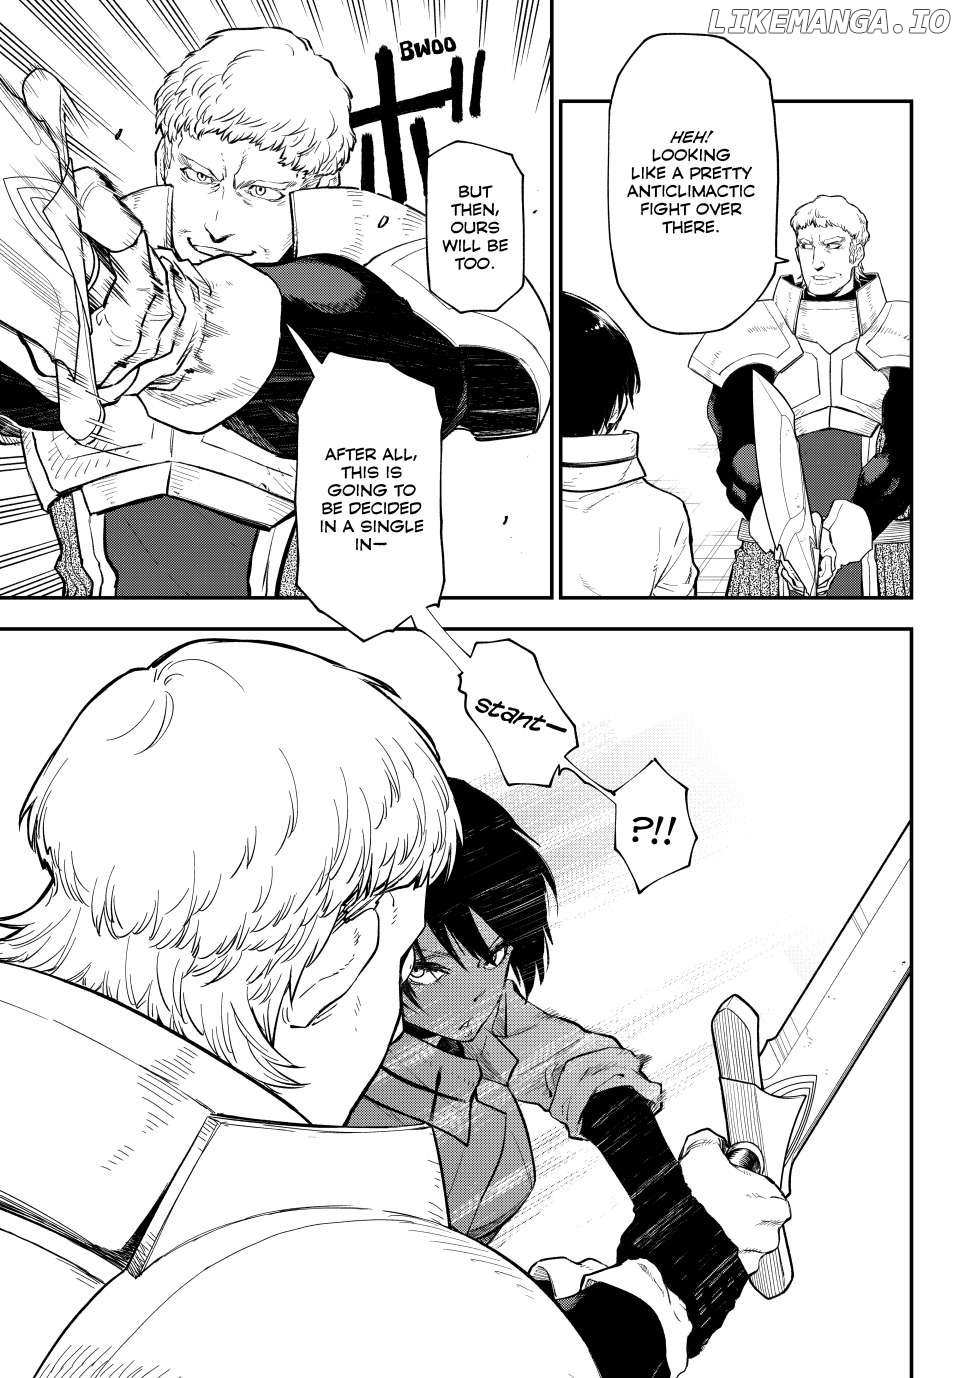 LIKEMANGA.IO
HEH!
LOOKING
LIKE A PRETTY
ANTICLIMACTIC
FIGHT OVER
THERE.
BWOO
BUT
THEN,
OURS
WILL BE
TOO.
AFTER ALL,
THIS IS
GOING TO
BE DECIDED
IN A SINGLE
IN—
stant—
?!!